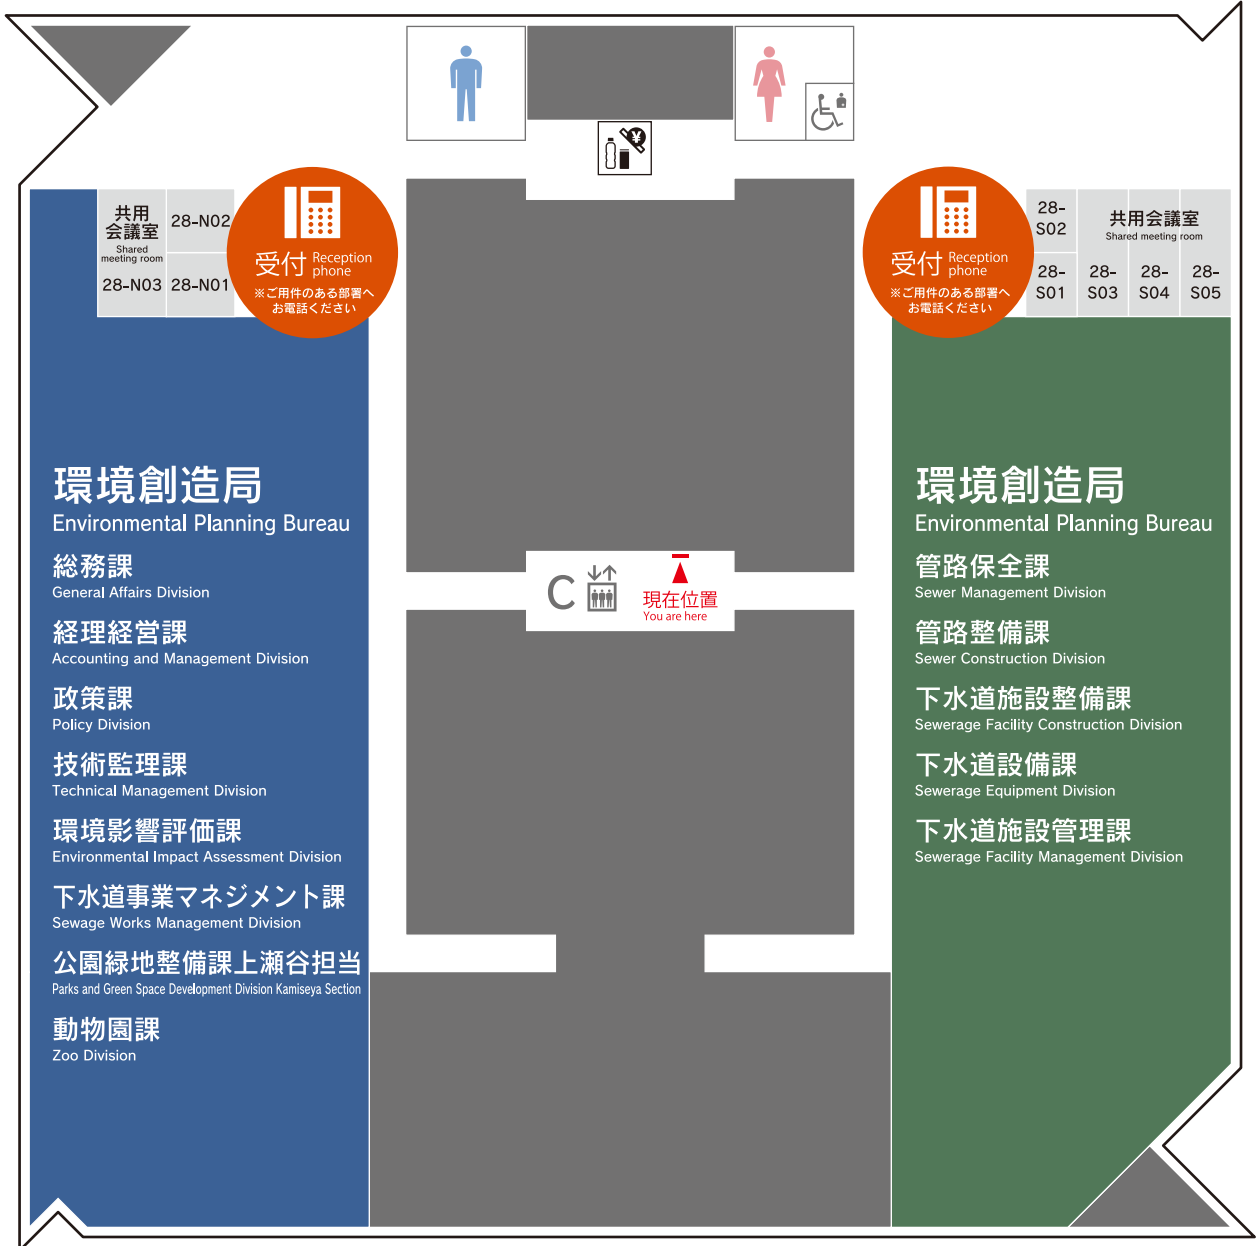 共用
会議室
Shared
meeting room
28-N03
28-N02
28-N01
受付 Reception
phone
※ご用件のある部署へ
お電話ください
¥
受付 Reception
phone
※ご用件のある部署へ
お電話ください
28-
S02
28-
S01
共用会議室
Shared meeting room
28-
S03
28-
S04
28-
S05
環境創造局
Environmental Planning Bureau
総務課
General Affairs Division
経理経営課
Accounting and Management Division
政策課
Policy Division
技術監理課
Technical Management Division
環境影響評価課
Environmental Impact Assessment Division
下水道事業マネジメント課
Sewage Works Management Division
公園緑地整備課上瀬谷担当
Parks and Green Space Development Division Kamiseya Section
動物園課
Zoo Division
C
現在位置
You are here
環境創造局
Environmental Planning Bureau
管路保全課
Sewer Management Division
管路整備課
Sewer Construction Division
下水道施設整備課
Sewerage Facility Construction Division
下水道設備課
Sewerage Equipment Division
下水道施設管理課
Sewerage Facility Management Division